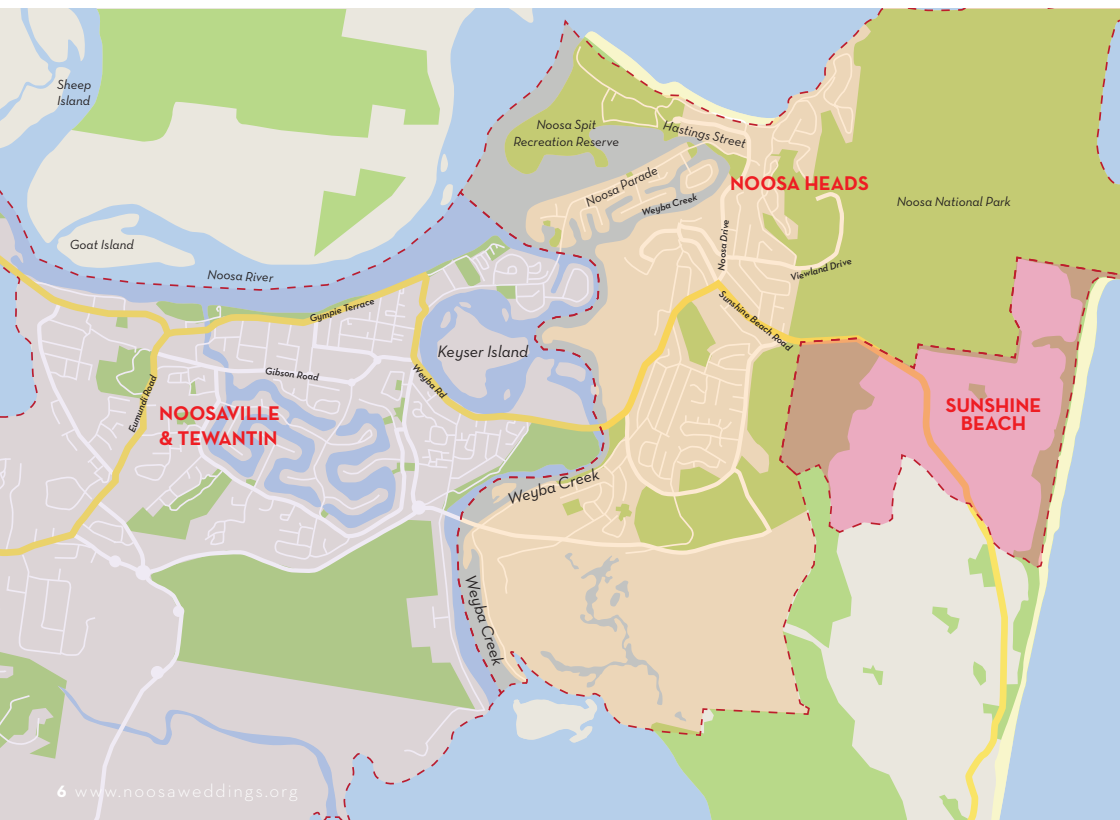 Sheep
Island
Noosa Spit
Recreation Reserve
Hastings Street
NOOSA HEADS
Noosa Parade
Weyba Creek
Noosa National Park
Goat Island
Noosa River
Noosa Drive
Viewland Drive
Gympie Terrace
Sunshine Beach Road
Keyser Island
Gibson Road
Weyba Rd
Eumundi Road
NOOSAVILLE
& TEWANTIN
SUNSHINE
BEACH
Weyba Creek
Weyba Creek
6 www.noosaweddings.org